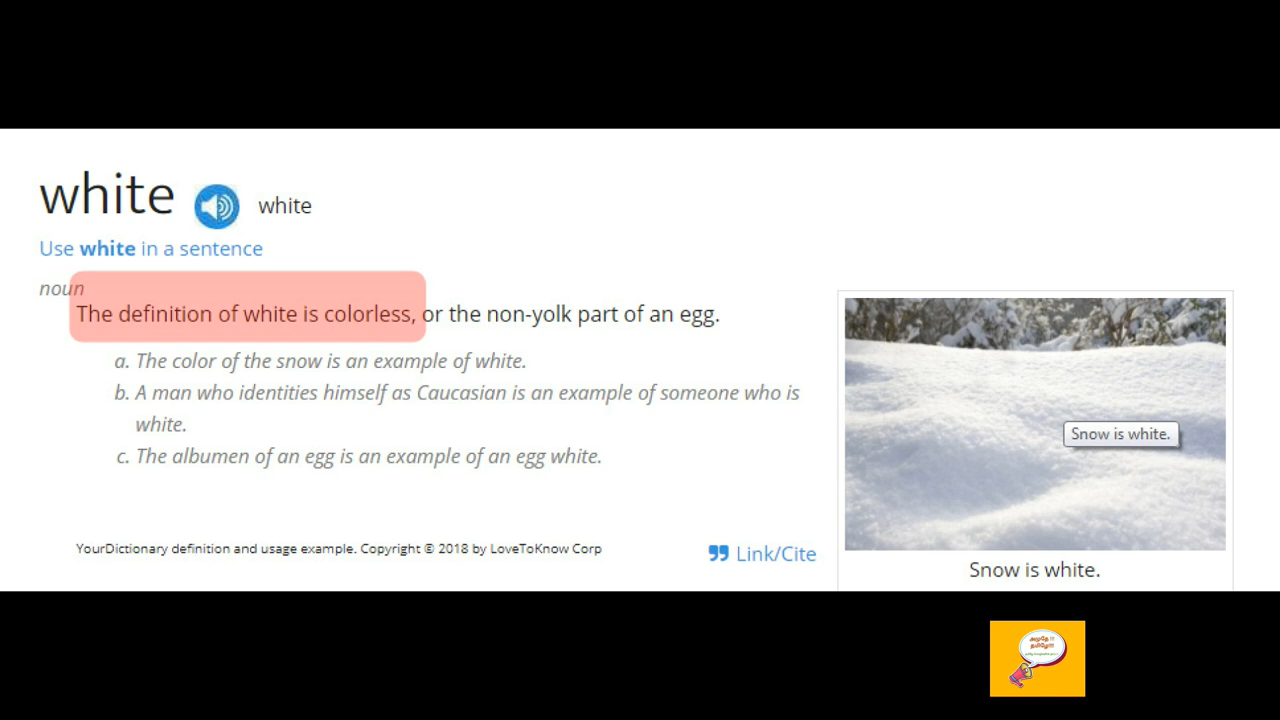 white white
Use white in a sentence
noun
The definition of white is colorless, or the non-yolk part of an egg.
a. The color of the snow is an example of white.
b. A man who identities himself as Caucasian is an example of someone who is
white.
c. The albumen of an egg is an example of an egg white.
YourDictionary definition and usage example. Copyright © 2018 by LoveToKnow Corp
Link/Cite
Snow is white.
Snow is white.
அமுதே !!
தமிழே!!!